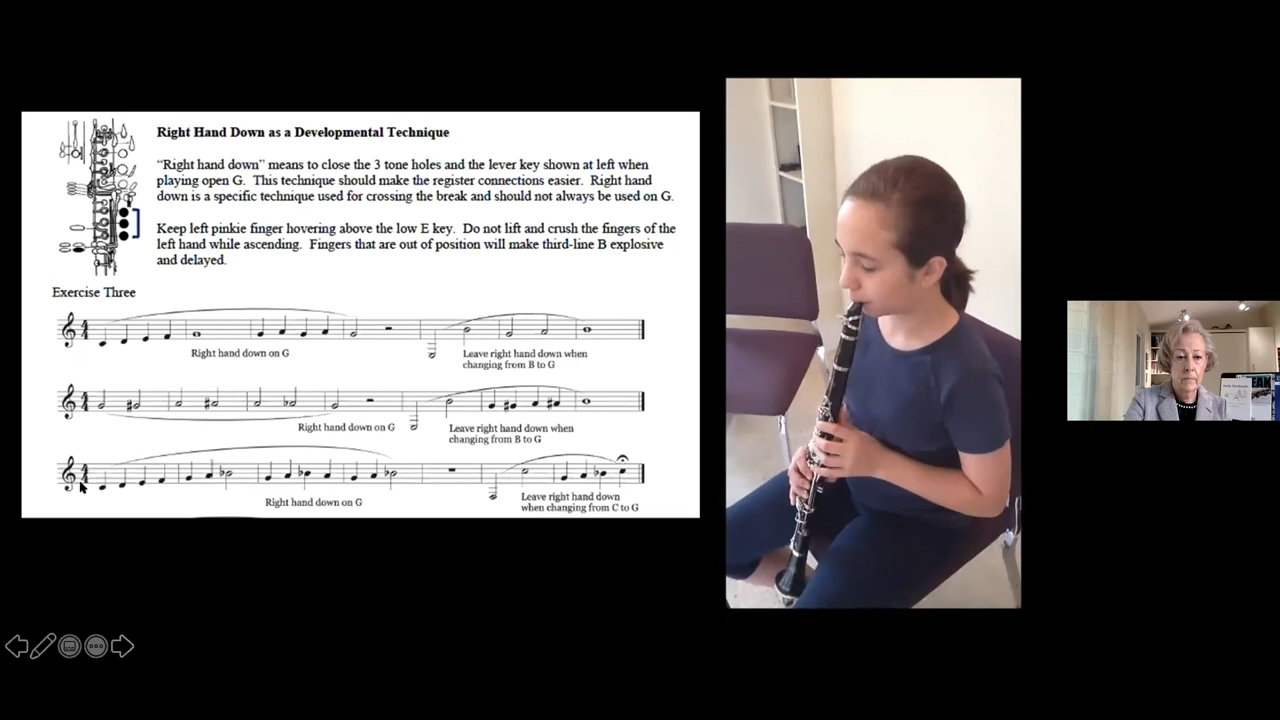 Right Hand Down as a Developmental Technique
“Right hand down” means to close the 3 tone holes and the lever key shown at left when
playing open G. This technique should make the register connections easier. Right hand
down is a specific technique used for crossing the break and should not always be used on G.
Keep left pinkie finger hovering above the low E key. Do not lift and crush the fingers of the
left hand while ascending. Fingers that are out of position will make third-line B explosive
and delayed.
Exercise Three
Right hand down on G
Leave right hand down when
changing from B to G
Right hand down on G
Leave right hand down when
changing from B to G
Right hand down on G
Leave right hand down
when changing from C to G